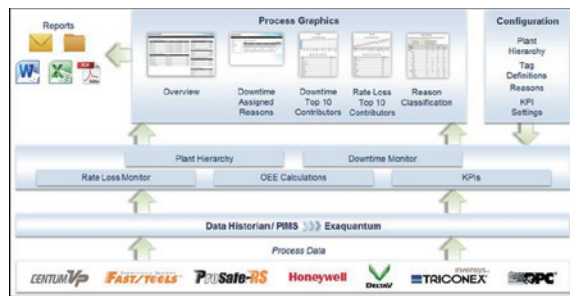 Reports
Process Graphics
Configuration
Overview
Downtime
Assigned
Reasons
Downtime
Top 10
Contributors
Rate Loss
Top 10
Contributors
Reason
Classification
Plant
Hierarchy
Tag
Definitions
Reasons
KPI
Settings
Plant Hierarchy
Downtime Monitor
Rate Loss Monitor
OEE Calculations
KPIs
Data Historian/ PIMS >>> Exaquantum
Process Data
CENTUM VP
FAST/TOOLS
ProSafe-RS
Honeywell
DELTAV
invensys
TRICONEX
OPC